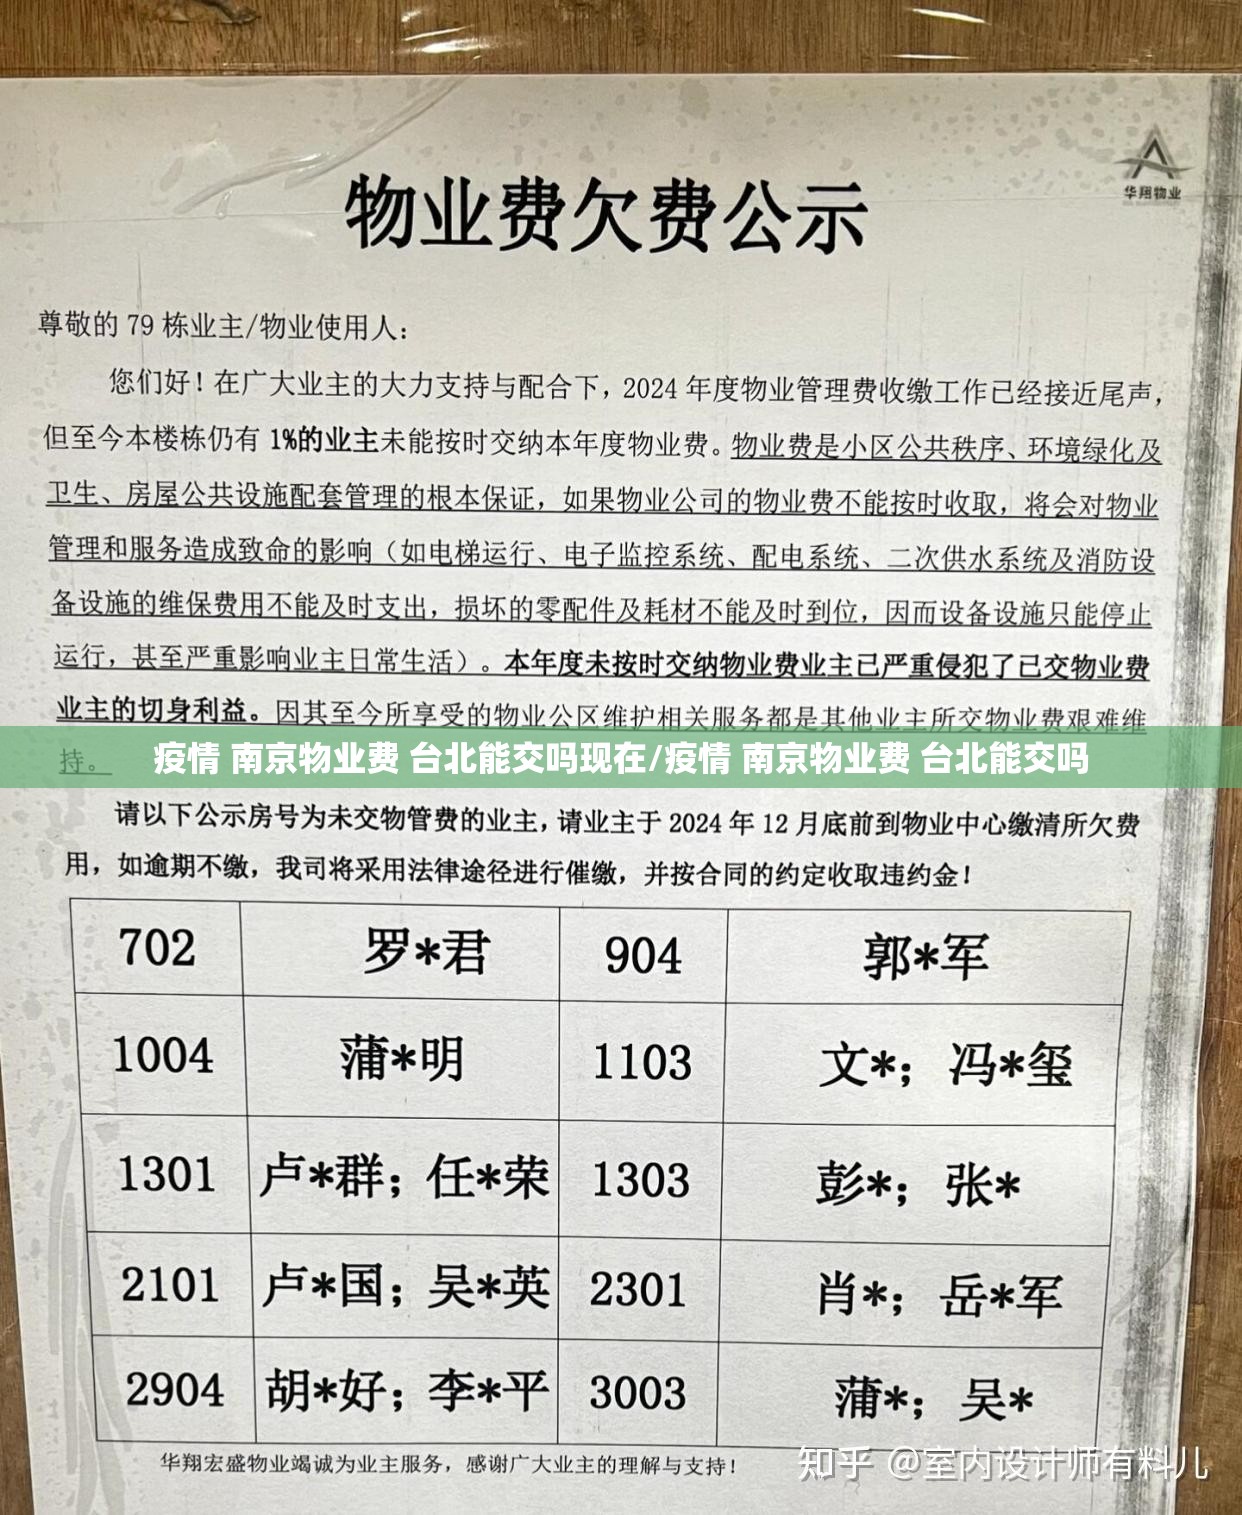 华翔物业
物业费欠费公示
尊敬的 79 栋业主/物业使用人：
您们好！在广大业主的大力支持与配合下，2024 年度物业管理费收缴工作已经接近尾声，
但至今本楼栋仍有 1%的业主未能按时交纳本年度物业费。物业费是小区公共秩序、环境绿化及
卫生、房屋公共设施配套管理的根本保证，如果物业公司的物业费不能按时收取，将会对物业
管理和服务造成致命的影响（如电梯运行、电子监控系统、配电系统、二次供水系统及消防设
备设施的维保费用不能及时支出，损坏的零配件及耗材不能及时到位，因而设备设施只能停止
运行，甚至严重影响业主日常生活）。本年度未按时交纳物业费业主已严重侵犯了已交物业费
业主的切身利益。因其至今所享受的物业公区维护相关服务都是其他业主所交物业费艰难维
持。
疫情 南京物业费 台北能交吗现在/疫情 南京物业费 台北能交吗
请以下公示房号为未交物管费的业主，请业主于 2024 年 12 月底前到物业中心缴清所欠费
用，如逾期不缴，我司将采用法律途径进行催缴，并按合同的约定收取违约金！
702 罗*君 904 郭*军
1004 蒲*明 1103 文*；冯*玺
1301 卢*群；任*荣 1303 彭*；张*
2101 卢*国；吴*英 2301 肖*；岳*军
2904 胡*好；李*平 3003 蒲*；吴*
华翔宏盛物业竭诚为业主服务，感谢广大业主的理解与支持！
知乎 @室内设计师有料儿